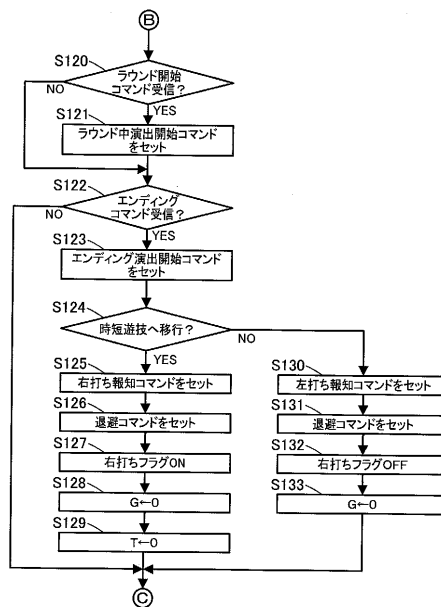 B
S120
ラウンド開始
コマンド受信?
NO
YES
S121
ラウンド中演出開始コマンド
をセット
S122
エンディング
コマンド受信?
NO
YES
S123
エンディング演出開始コマンド
をセット
S124
時短遊技へ移行?
NO
YES
S125
右打ち報知コマンドをセット
S126
退避コマンドをセット
S127
右打ちフラグON
S128
G←0
S129
T←0
S130
左打ち報知コマンドをセット
S131
退避コマンドをセット
S132
右打ちフラグOFF
S133
G←0
C